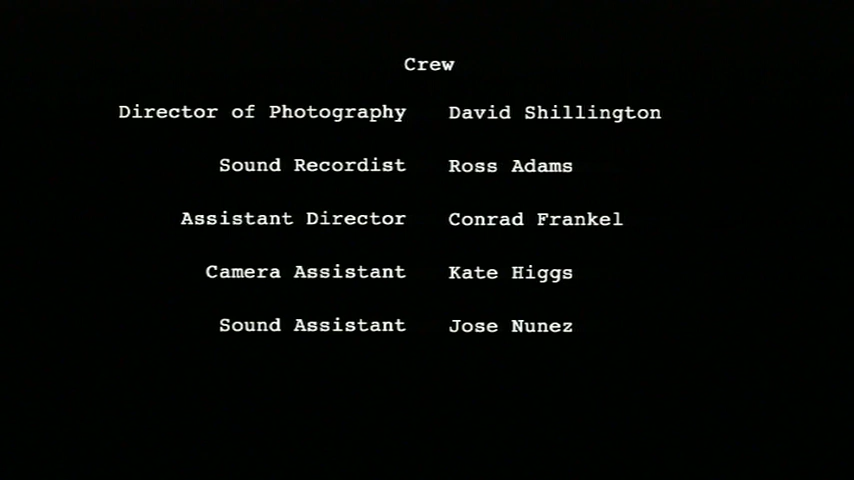 Crew
Director of Photography David Shillington
Sound Recordist Ross Adams
Assistant Director Conrad Frankel
Camera Assistant Kate Higgs
Sound Assistant Jose Nunez